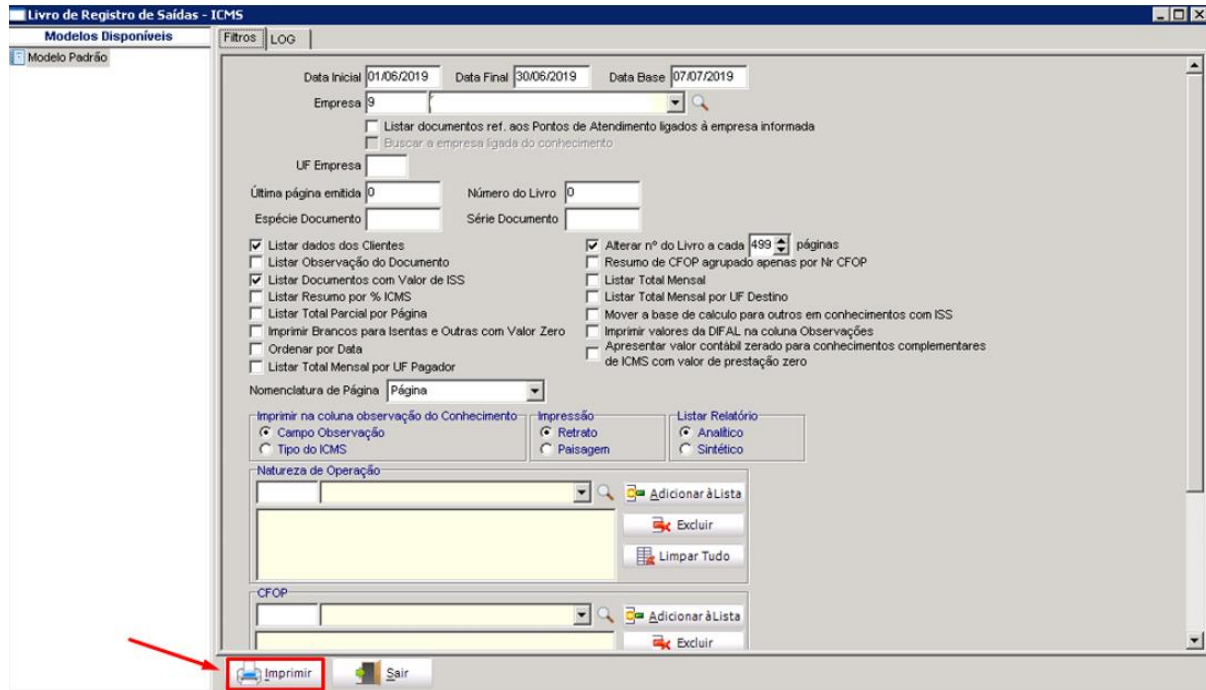 Livro de Registro de Saídas - ICMS
Modelos Disponíveis
Modelo Padrão
Filtros LOG
Data Inicial 01/06/2019 Data Final 30/06/2019 Data Base 07/07/2019
Empresa 9
Listar documentos ref. aos Pontos de Atendimento ligados à empresa informada
Buscar a empresa ligada do conhecimento
UF Empresa
Última página emitida 0 Número do Livro 0
Espécie Documento Série Documento
Listar dados dos Clientes Alterar nº do Livro a cada 499 páginas
Listar Observação do Documento Resumo de CFOP agrupado apenas por Nr CFOP
Listar Documentos com Valor de ISS Listar Total Mensal
Listar Resumo por % ICMS Listar Total Mensal por UF Destino
Listar Total Parcial por Página Mover a base de calculo para outros em conhecimentos com ISS
Imprimir Brancos para Isentas e Outras com Valor Zero Imprimir valores da DIFAL na coluna Observações
Ordenar por Data Apresentar valor contábil zerado para conhecimentos complementares
de ICMS com valor de prestação zero
Listar Total Mensal por UF Pagador
Nomenclatura de Página Página
Imprimir na coluna observação do Conhecimento Impressão Listar Relatório
Campo Observação Retrato Analítico
Tipo do ICMS Paisagem Sintético
Natureza de Operação
Adicionar à Lista
Excluir
Limpar Tudo
CFOP
Adicionar à Lista
Excluir
Imprimir Sair